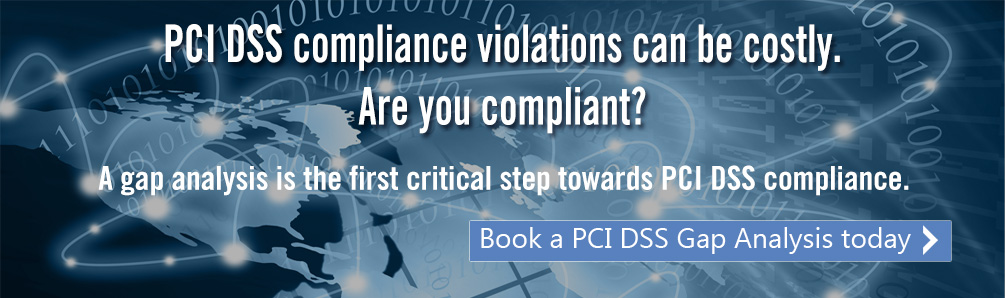 PCI DSS compliance violations can be costly.
Are you compliant?
A gap analysis is the first critical step towards PCI DSS compliance.
Book a PCI DSS Gap Analysis today